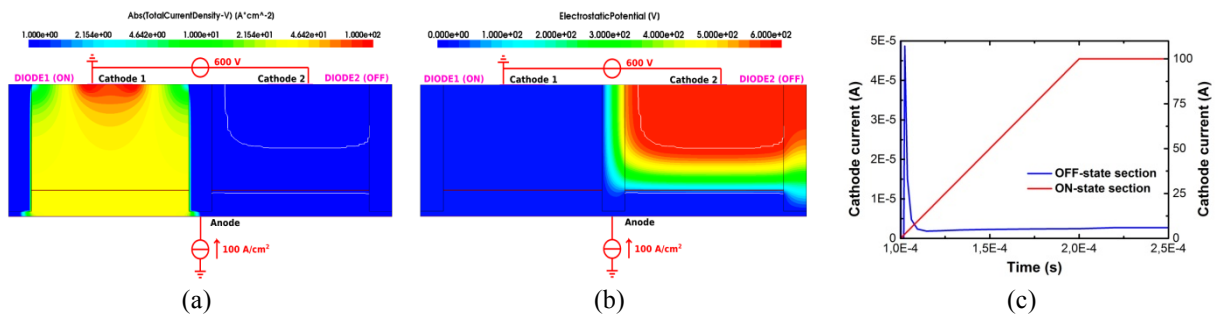 Abs(TotalCurrentDensity-V) (A*cm^-2)
1.000e+00 2.154e+00 4.642e+00 1.000e+01 2.154e+01 4.642e+01 1.000e+02
600 V
DIODE1 (ON) Cathode 1 Cathode 2 DIODE2 (OFF)
Anode
100 A/cm²
(a)
ElectrostaticPotential (V)
0.000e+00 1.000e+02 2.000e+02 3.000e+02 4.000e+02 5.000e+02 6.000e+02
600 V
DIODE1 (ON) Cathode 1 Cathode 2 DIODE2 (OFF)
Anode
100 A/cm²
(b)
Cathode current (A)
5E-5
4E-5
3E-5
2E-5
1E-5
0
100
75
50
25
0
Cathode current (A)
OFF-state section
ON-state section
1,0E-4 1,5E-4 2,0E-4 2,5E-4
Time (s)
(c)